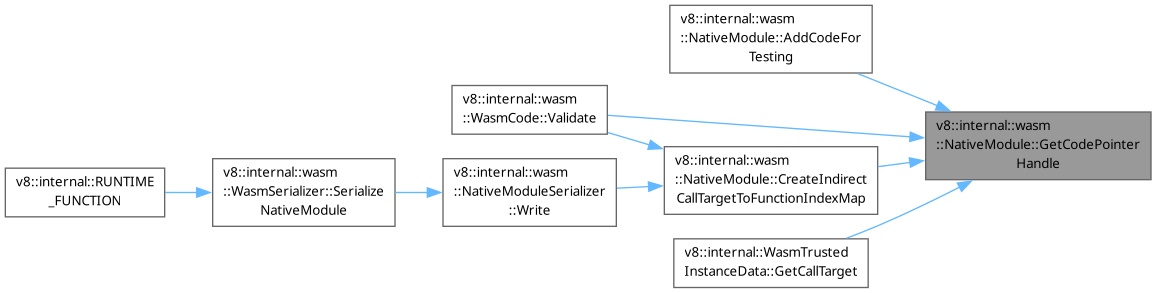 v8::internal::wasm
::NativeModule::AddCodeFor
Testing
v8::internal::wasm
::WasmCode::Validate
v8::internal::wasm
::NativeModule::GetCodePointer
Handle
v8::internal::wasm
::NativeModule::CreateIndirect
CallTargetToFunctionIndexMap
v8::internal::RUNTIME
_FUNCTION
v8::internal::wasm
::WasmSerializer::Serialize
NativeModule
v8::internal::wasm
::NativeModuleSerializer
::Write
v8::internal::WasmTrusted
InstanceData::GetCallTarget